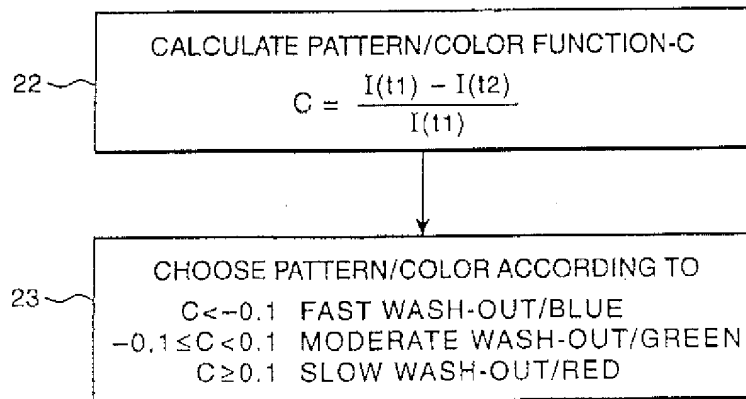 CALCULATE PATTERN/COLOR FUNCTION-C
22
C = I(t1) - I(t2)
I(t1)
CHOOSE PATTERN/COLOR ACCORDING TO
23
C<-0.1 FAST WASH-OUT/BLUE
-0.1≤C<0.1 MODERATE WASH-OUT/GREEN
C≥0.1 SLOW WASH-OUT/RED